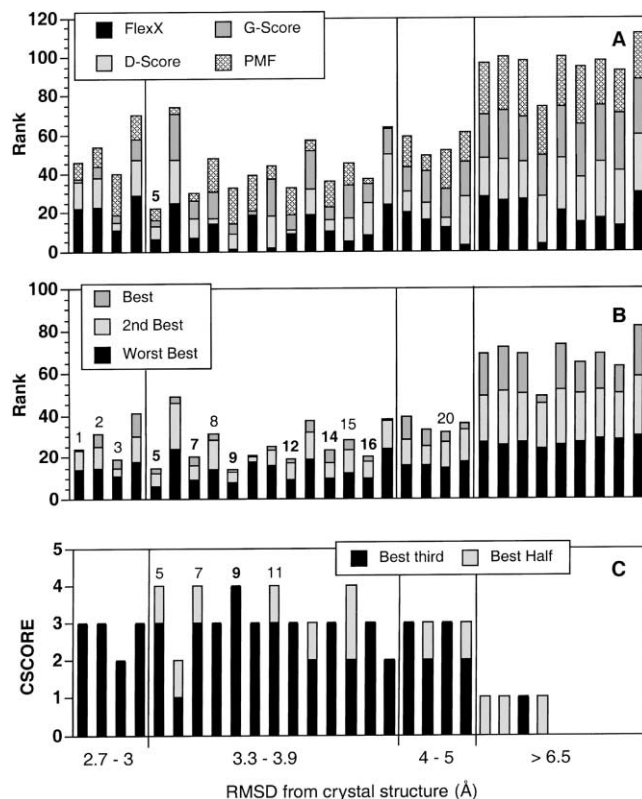 120
100
80
60
40
20
0
Rank
FlexX
G-Score
D-Score
PMF
A
5
100
80
60
40
20
0
Rank
Best
2nd Best
Worst Best
B
1
2
3
5
7
8
9
12
14
15
16
20
5
4
3
2
1
0
CSCORE
Best third
Best Half
C
5
7
9
11
2.7 - 3
3.3 - 3.9
4 - 5
> 6.5
RMSD from crystal structure (Å)